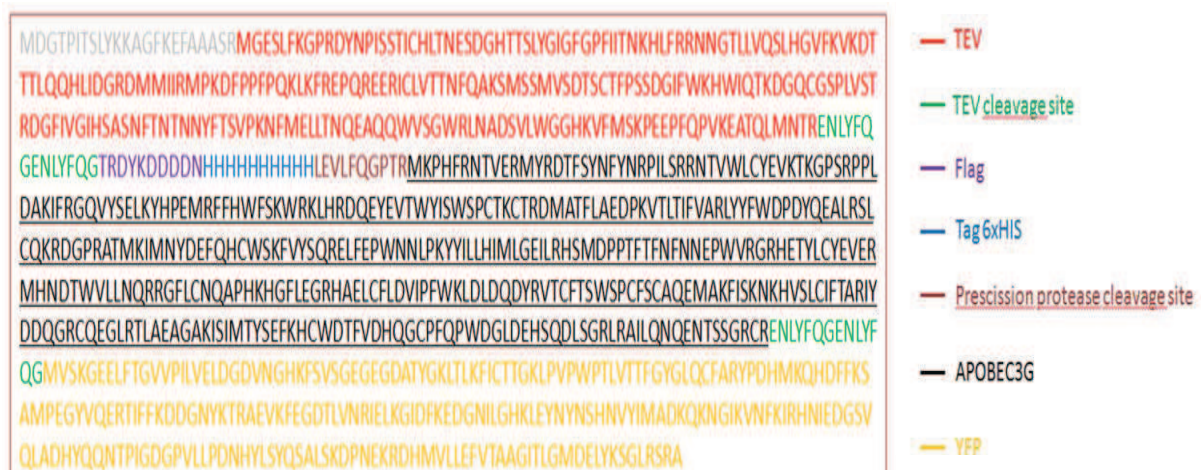 MDGTPITSLYKKAGFKEFAAASRMGESLFKGPRDYNPISSTICHLTNESDGHTTSLYGIGFGPFIITNKHLFRRNNGTLLVQSLHGVFKVKDT
TTLQQHLIDGRDMMIIRMPKDFPPFPQKLKFREPQREERICLVTTNFQAKSMSSMVSDTSCTFPSSDGIFWKHWIQTKDGQCGSPLVST
RDGFIVGIHSASNFTNTNNYFTSVPKNFMELLTNQEAQQWVSGWRLNADSVLWGGHKVFMSKPEEPFQPVKEATQLMNTRENLYFQ
GENLYFQGTRDYKDDDDNHHHHHHHHHHLEVLFQGPTRMKPHFRNTVERMYRDTFSYNFYNRPILSRRNTVWLCYEVKTKGPSRPPL
DAKIFRGQVYSELKYHPEMRFFHWFSKWRKLHRDQEYEVTWYISWSPCTKCTRDMATFLAEDPKVTLTIFVARLYYFWDPDYQEALRSL
CQKRDGPRATMKIMNYDEFQHCWSKFVYSQRELFEPWNNLPKYYILLHIMLGEILRHSMDPPTFTFNFNNEPWVRGRHETYLCYEVER
MHNDTWVLLNQRRGFLCNQAPHKHGFLEGRHAELCFLDVIPFWKLDLDQDYRVTCFTSWSPCFSCAQEMAKFISKNKHVSLCIFTARIY
DDQGRCQEGLRTLAEAGAKISIMTYSEFKHCWDTFVDHQGCPFQPWDGLDEHSQDLSGRLRAILQNQENTSSGRCRENLYFQGENLYF
QGMVSKGEELFTGVVPILVELDGDVNGHKFSVSGEGEGDATYGKLTLKFICTTGKLPVPWPTLVTTFGYGLQCFARYPDHMKQHDFFKS
AMPEGYVQERTIFFKDDGNYKTRAEVKFEGDTLVNRIELKGIDFKEDGNILGHKLEYNYNSHNVYIMADKQKNGIKVNFKIRHNIEDGSV
QLADHYQQNTPIGDGPVLLPDNHYLSYQSALSKDPNEKRDHMVLLEFVTAAGITLGMDELYKSGLRSRA
TEV
TEV cleavage site
Flag
Tag 6xHIS
Prescission protease cleavage site
APOBEC3G
YFP